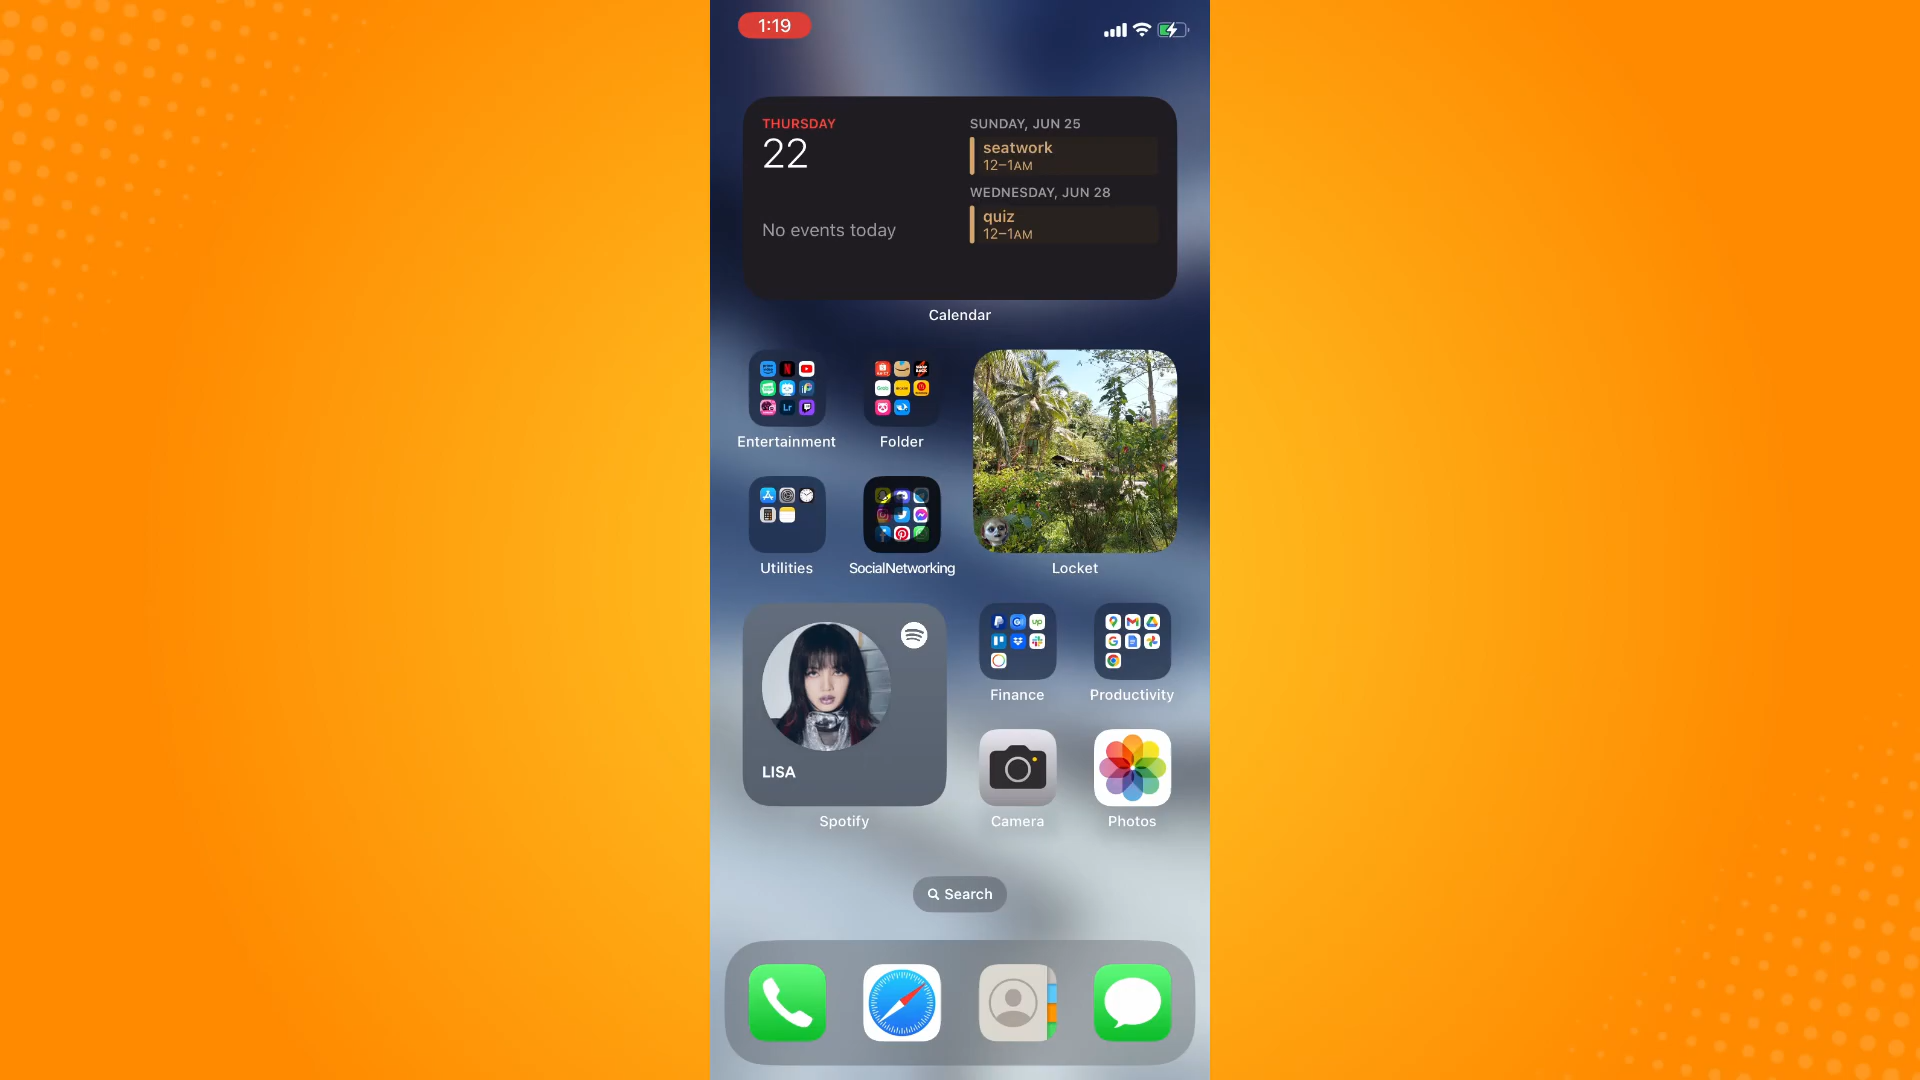 1:19
THURSDAY
22
No events today
SUNDAY, JUN 25
seatwork
12–1AM
WEDNESDAY, JUN 28
quiz
12–1AM
Calendar
Entertainment
Folder
Utilities
SocialNetworking
Locket
LISA
Spotify
Finance
Productivity
Camera
Photos
Search